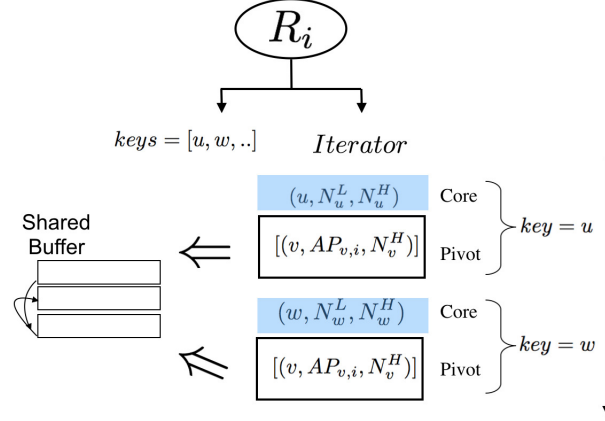 R_i
keys = [u, w, ..]
Iterator
(u, N_u^L, N_u^H)
Core
[(v, AP_{v,i}, N_v^H)]
Pivot
key = u
Shared
Buffer
(w, N_w^L, N_w^H)
Core
[(v, AP_{v,i}, N_v^H)]
Pivot
key = w